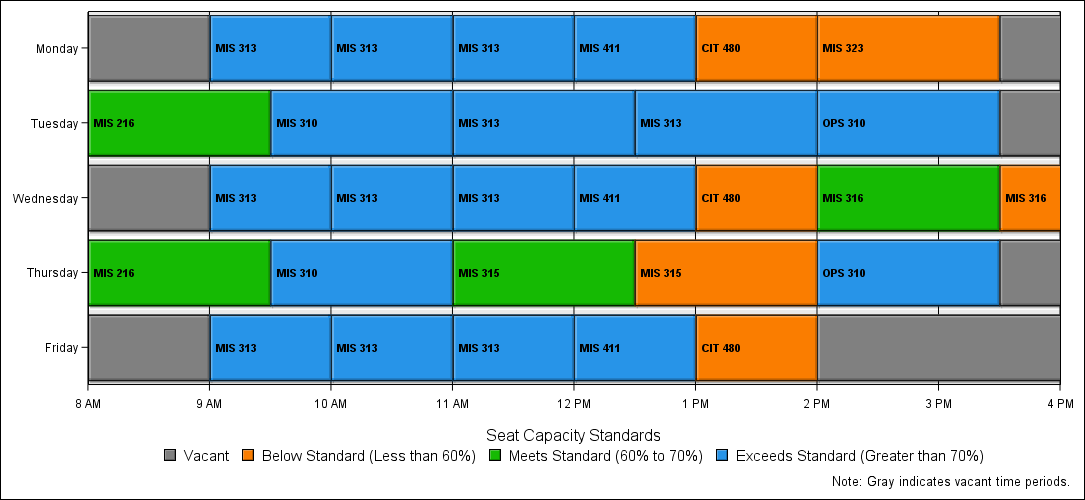 Monday MIS 313 MIS 313 MIS 313 MIS 411 CIT 480 MIS 323
Tuesday MIS 216 MIS 310 MIS 313 MIS 313 OPS 310
Wednesday MIS 313 MIS 313 MIS 313 MIS 411 CIT 480 MIS 316 MIS 316
Thursday MIS 216 MIS 310 MIS 315 MIS 315 OPS 310
Friday MIS 313 MIS 313 MIS 313 MIS 411 CIT 480
8 AM 9 AM 10 AM 11 AM 12 PM 1 PM 2 PM 3 PM 4 PM
Seat Capacity Standards
Vacant Below Standard (Less than 60%) Meets Standard (60% to 70%) Exceeds Standard (Greater than 70%)
Note: Gray indicates vacant time periods.